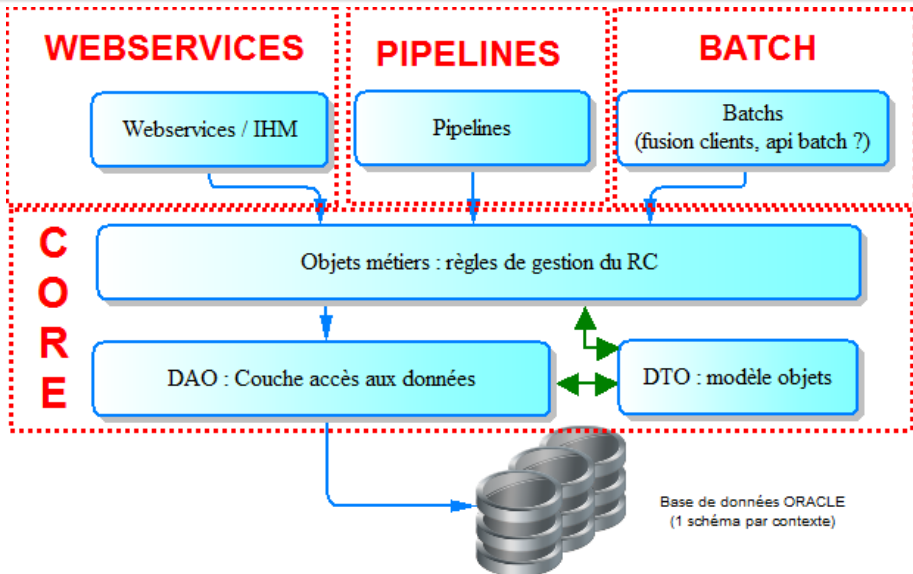 WEBSERVICES
PIPELINES
BATCH
Webservices / IHM
Pipelines
Batchs
(fusion clients, api batch ?)
CORE
Objets métiers : règles de gestion du RC
DAO : Couche accès aux données
DTO : modèle objets
Base de données ORACLE
(1 schéma par contexte)